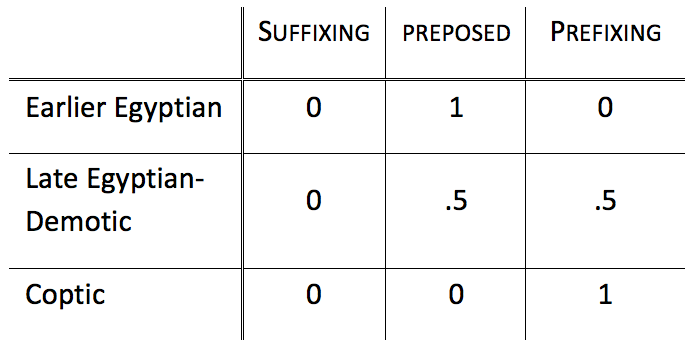 SUFFIXING PREPOSED PREFIXING
Earlier Egyptian 0 1 0
Late Egyptian-
Demotic 0 .5 .5
Coptic 0 0 1